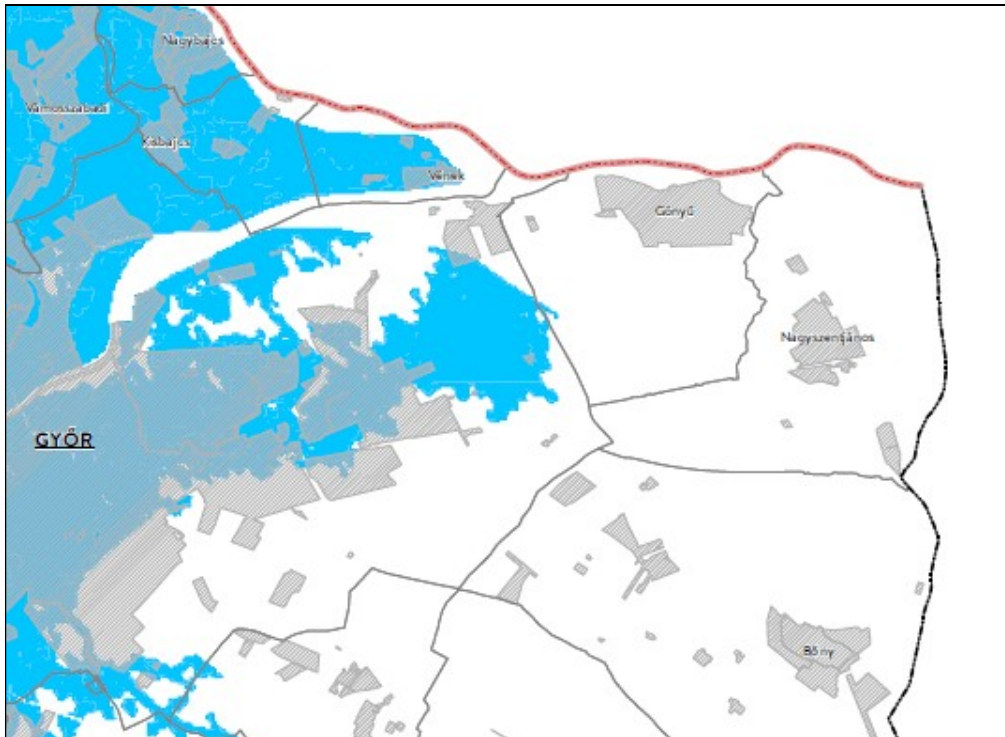 Nagybajcs
Vámosszabadi
Kisbajcs
Vének
Gönyű
Nagyszentjános
GYŐR
Bőny